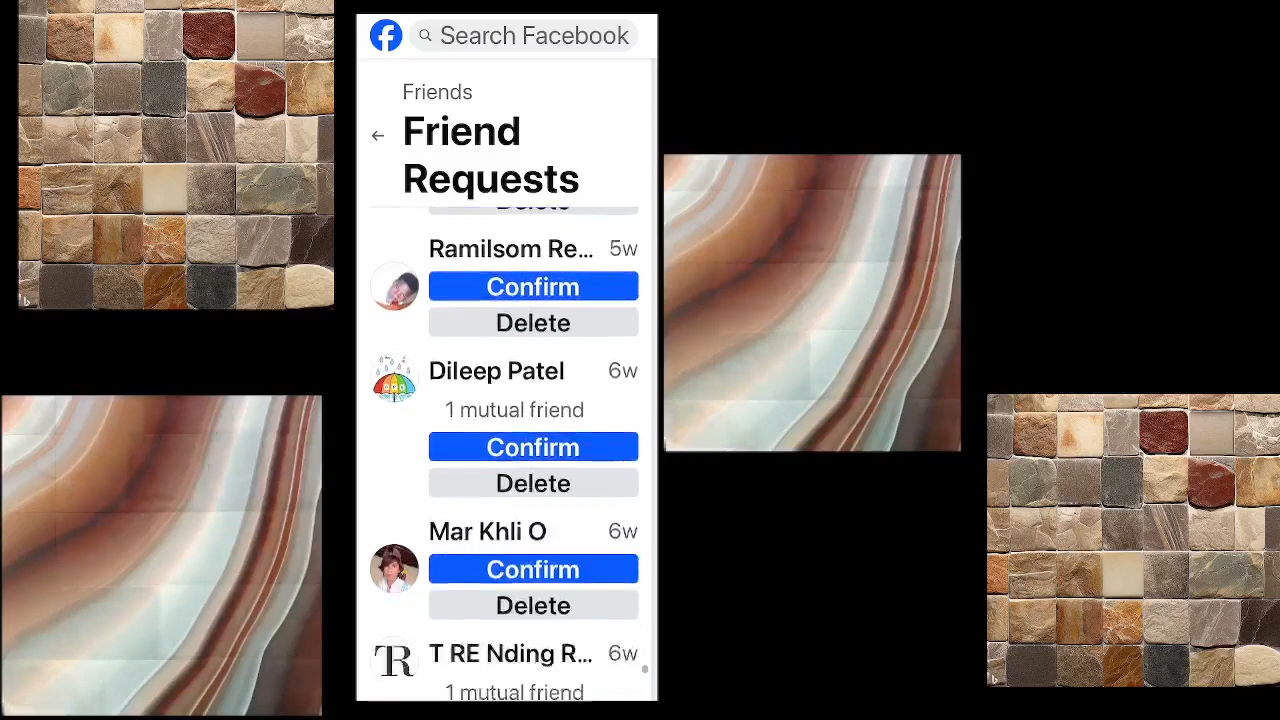 Search Facebook
Friends
Friend
Requests
Delete
Ramilsom Re... 5w
Confirm
Delete
Dileep Patel 6w
1 mutual friend
Confirm
Delete
Mar Khli O 6w
Confirm
Delete
T RE Nding R... 6w
1 mutual friend